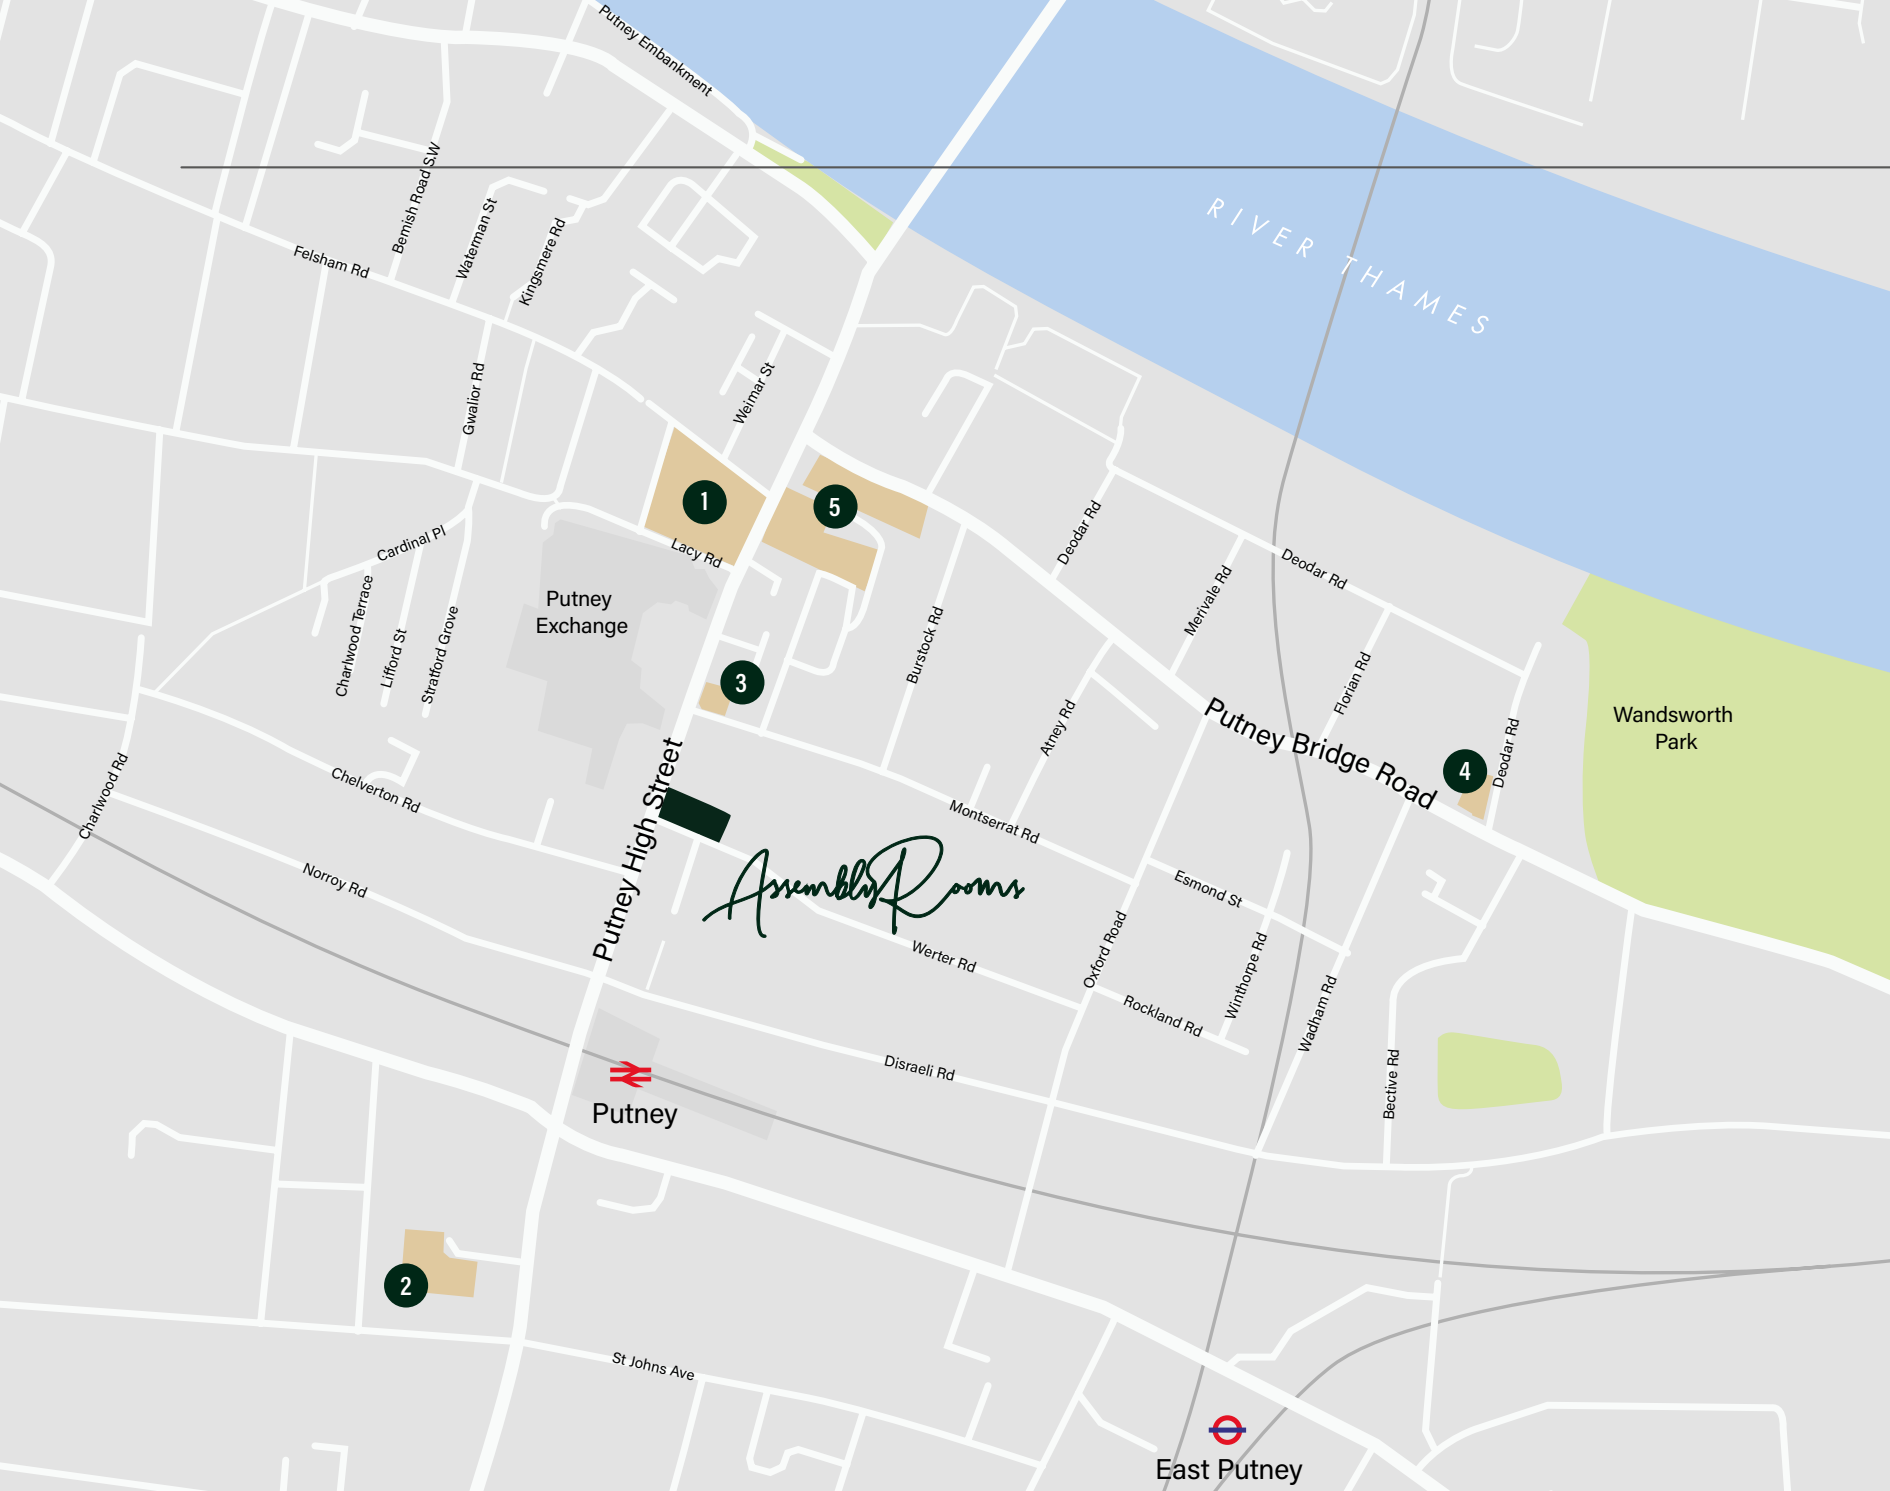 Putney Embankment
RIVER THAMES
Bemish Road S.W
Waterman St
Kingsmere Rd
Felsham Rd
Gwalior Rd
Weimar St
1
5
Lacy Rd
Cardinal Pl
Deodar Rd
Deodar Rd
Merivale Rd
Charlwood Terrace
Lifford St
Stratford Grove
Putney
Exchange
Burstock Rd
3
Florian Rd
Atney Rd
Putney Bridge Road
Wandsworth
Park
4
Deodar Rd
Charlwood Rd
Chelverton Rd
Putney High Street
Montserrat Rd
Assembly Rooms
Norroy Rd
Esmond St
Werter Rd
Oxford Road
Winthorpe Rd
Rockland Rd
Wadham Rd
Disraeli Rd
Bective Rd
Putney
2
St Johns Ave
East Putney